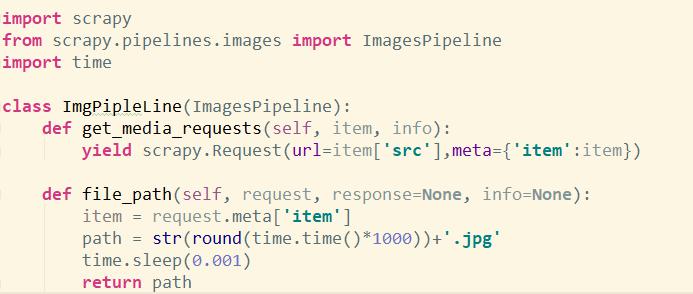 import scrapy
from scrapy.pipelines.images import ImagesPipeline
import time
class ImgPipleLine(ImagesPipeline):
def get_media_requests(self, item, info):
yield scrapy.Request(url=item['src'],meta={'item':item})
def file_path(self, request, response=None, info=None):
item = request.meta['item']
path = str(round(time.time()*1000))+'.jpg'
time.sleep(0.001)
return path